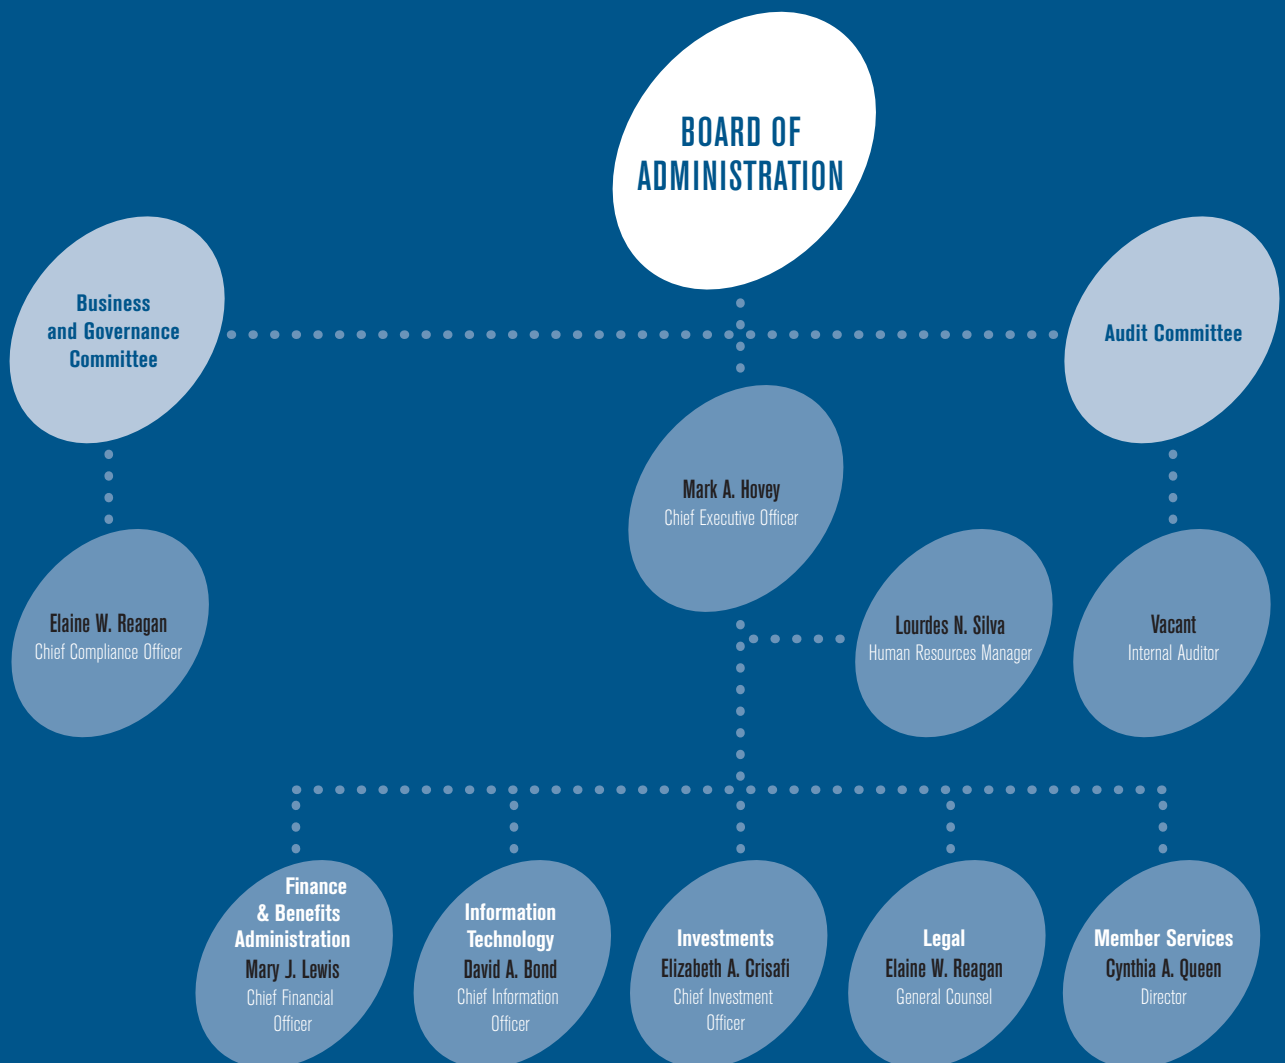 BOARD OF
ADMINISTRATION
Business
and Governance
Committee
Audit Committee
Mark A. Hovey
Chief Executive Officer
Elaine W. Reagan
Chief Compliance Officer
Lourdes N. Silva
Human Resources Manager
Vacant
Internal Auditor
Finance
& Benefits
Administration
Mary J. Lewis
Chief Financial
Officer
Information
Technology
David A. Bond
Chief Information
Officer
Investments
Elizabeth A. Crisafi
Chief Investment
Officer
Legal
Elaine W. Reagan
General Counsel
Member Services
Cynthia A. Queen
Director